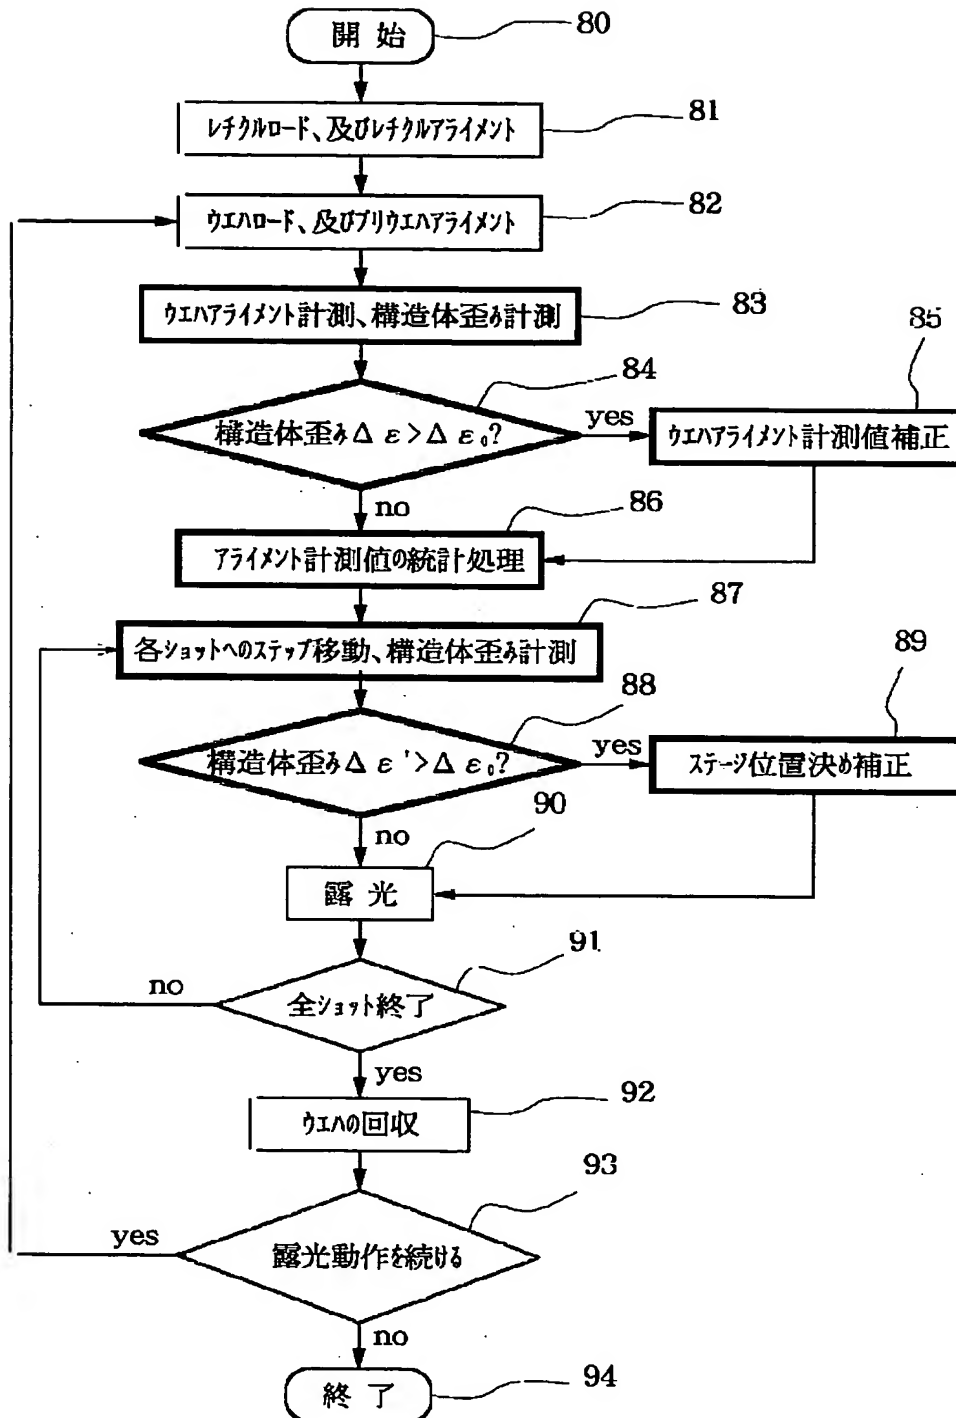 開始
80
レチクルロード、及びレチクルアライメント
81
ウエハロード、及びプリウエハアライメント
82
ウエハアライメント計測、構造体歪み計測
83
構造体歪みΔε>Δε₀?
84
yes
ウエハアライメント計測値補正
85
no
アライメント計測値の統計処理
86
各ショットへのステップ移動、構造体歪み計測
87
構造体歪みΔε'>Δε₀?
88
yes
ステージ位置決め補正
89
no
露光
90
全ショット終了
91
no
yes
ウエハの回収
92
露光動作を続ける
93
yes
no
終了
94